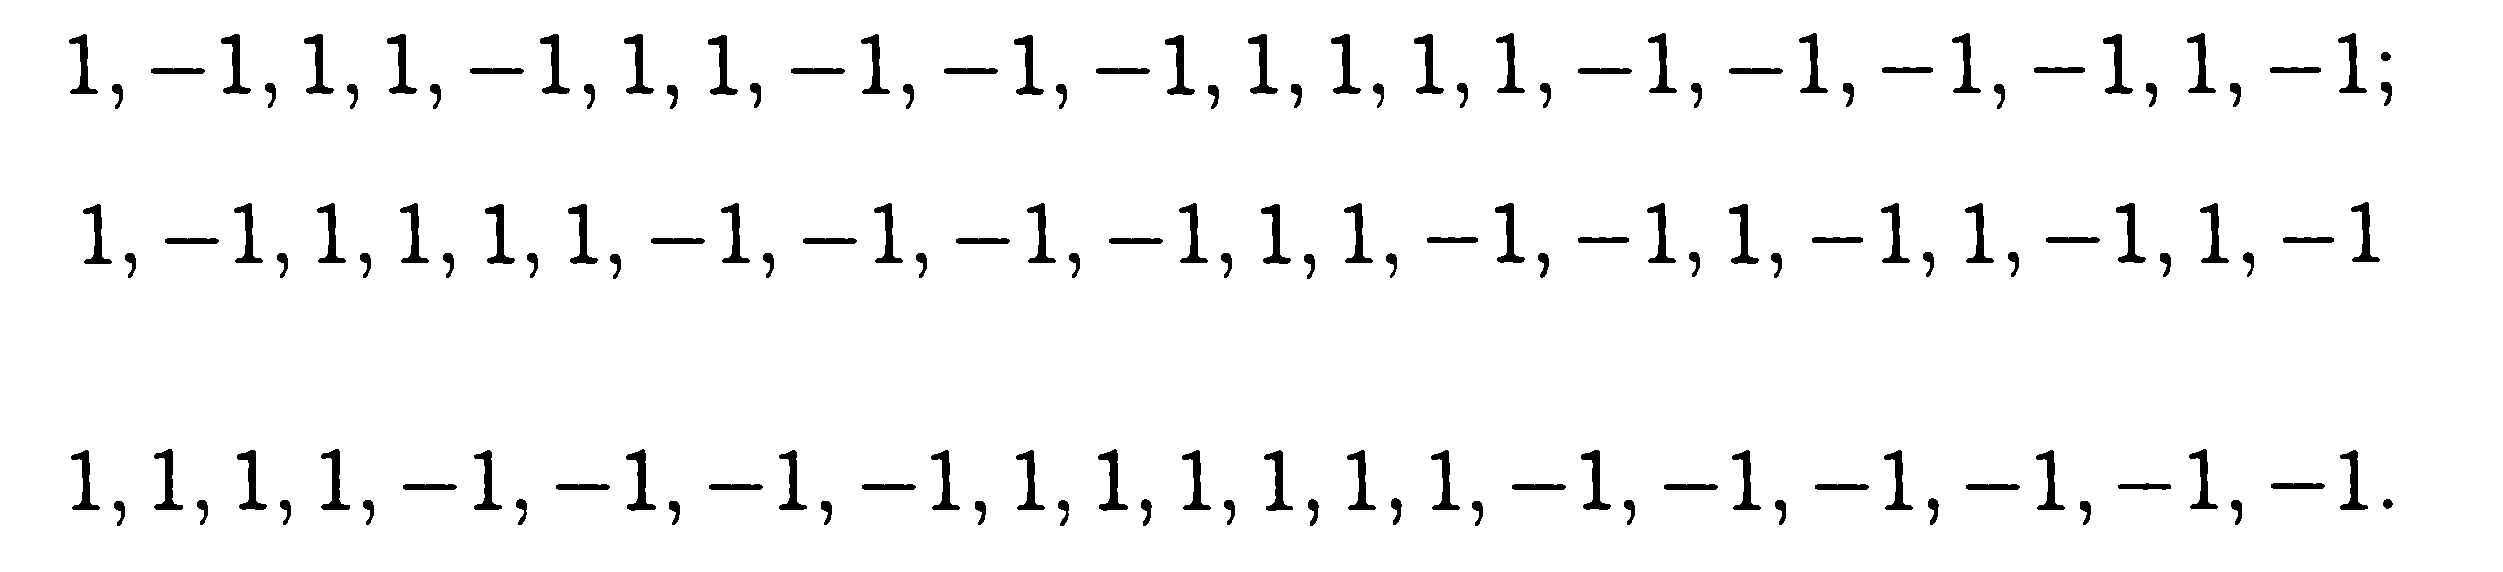 1, −1, 1, 1, −1, 1, 1, −1, −1, −1, 1, 1, 1, 1, −1, −1, −1, −1, 1, −1;
1, −1, 1, 1, 1, 1, −1, −1, −1, −1, 1, 1, −1, −1, 1, −1, 1, −1, 1, −1
1, 1, 1, 1, −1, −1, −1, −1, 1, 1, 1, 1, 1, 1, −1, −1, −1, −1, −1, −1.